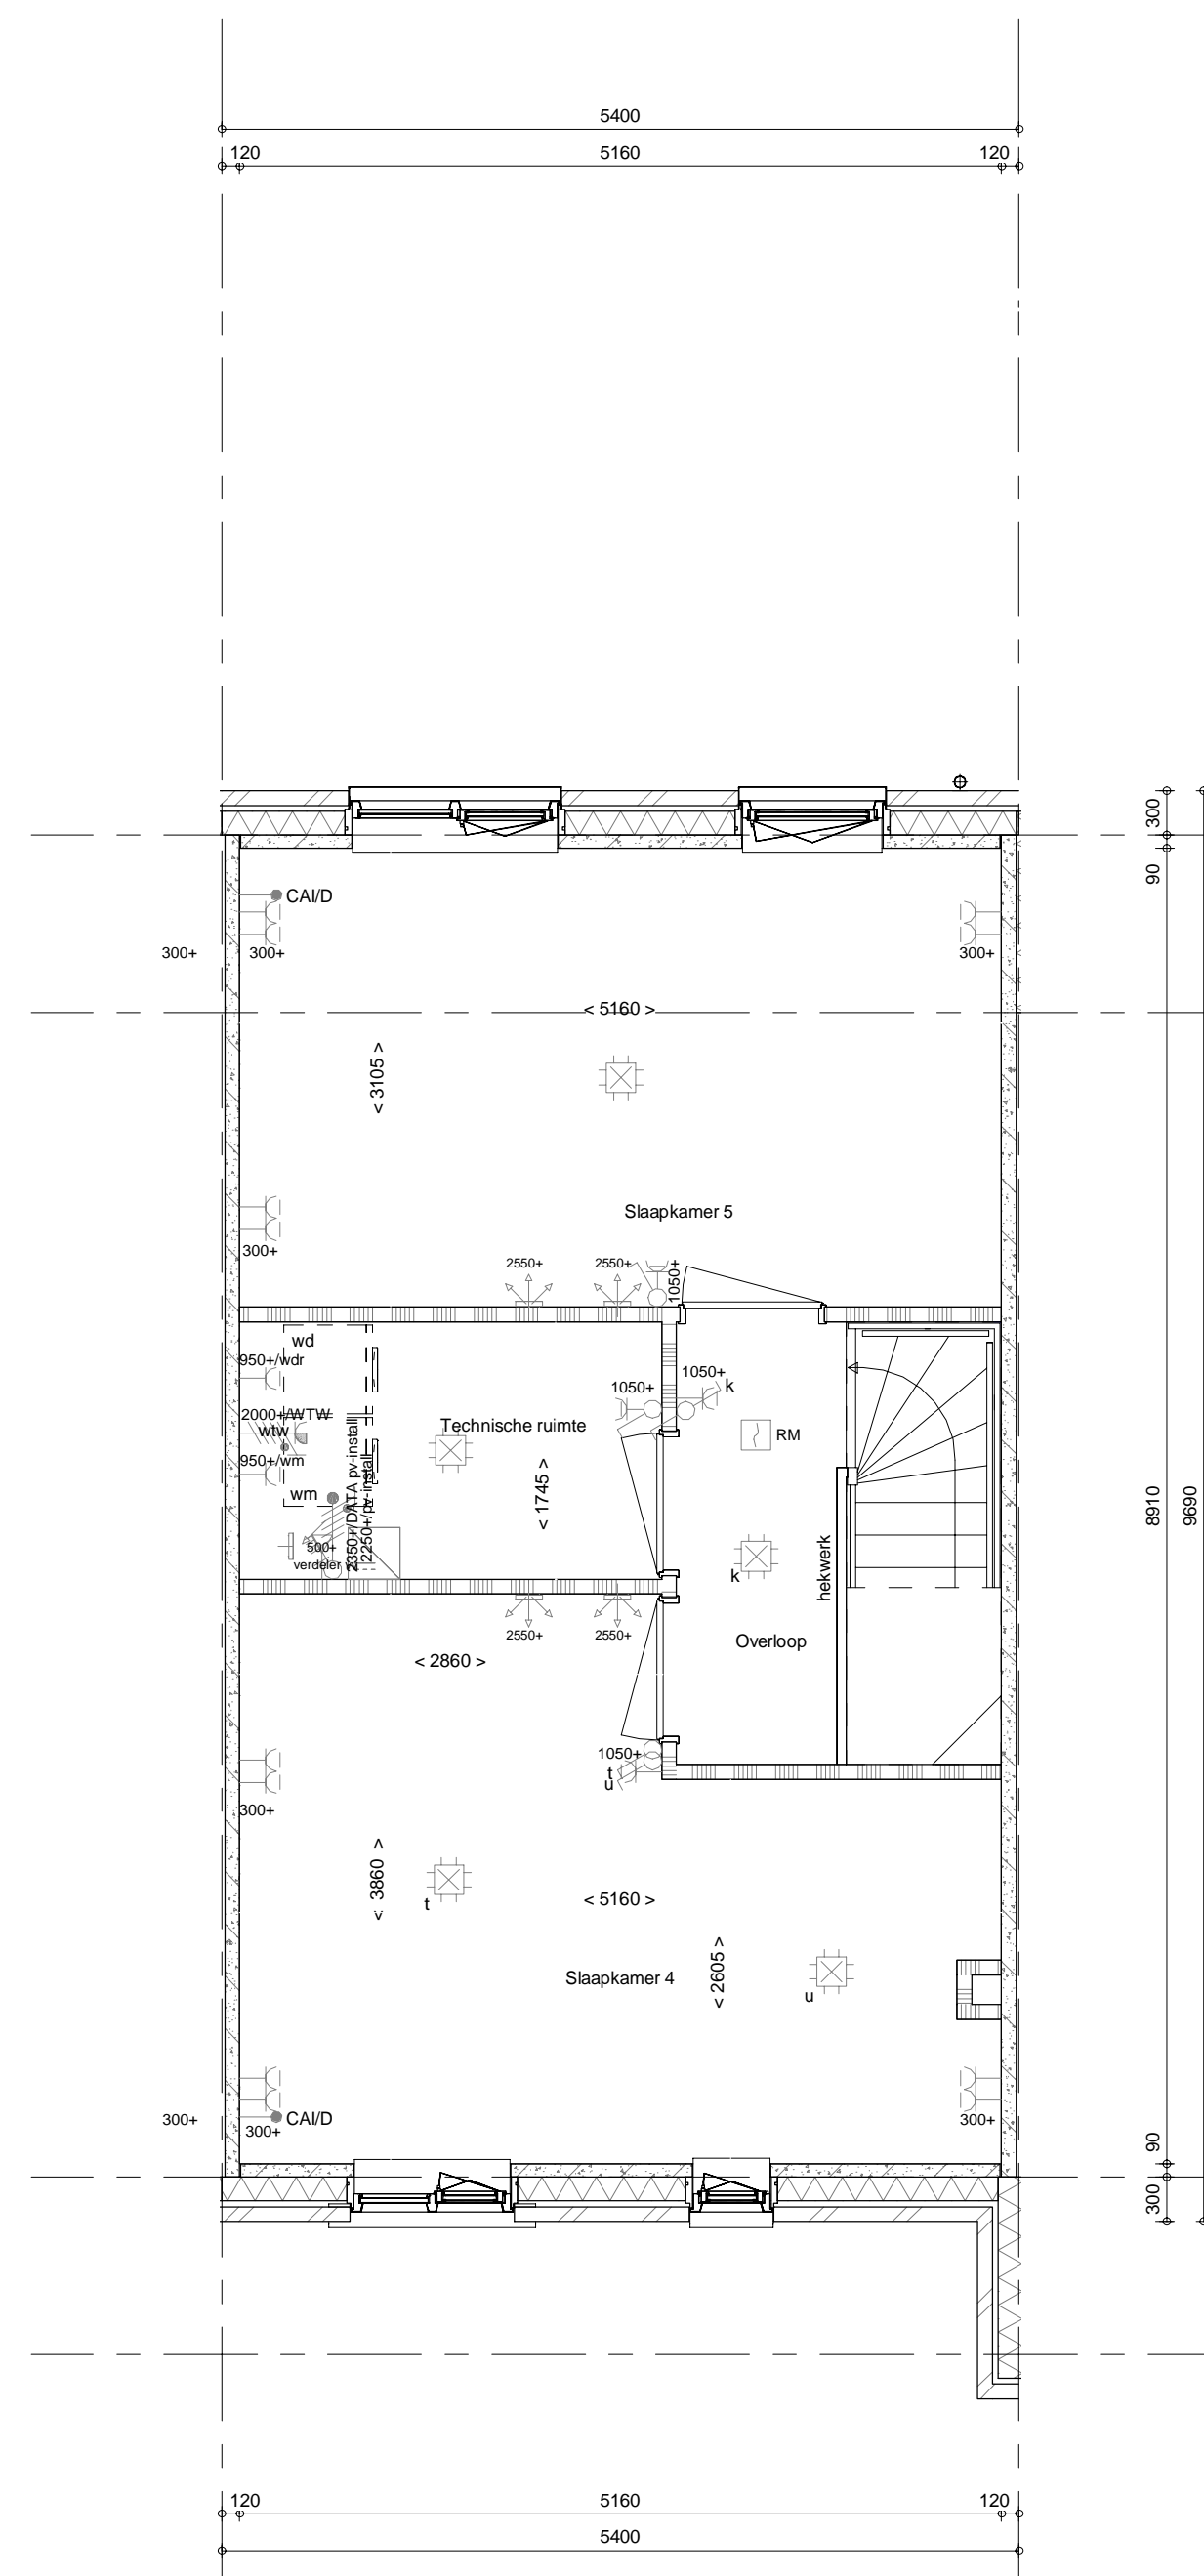 5400
120 5160 120
300
90
CAI/D
300+ 300+ 300+
< 5160 >
< 3105 >
Slaapkamer 5
300+
2550+ 2550+
1050+
wd
950+/wdr
1050+ 1050+ k
2000+/WTW
wtw
Technische ruimte
RM
950+/wm
wm
2350+/DATA pv-install
2250+/pv-install
< 1745 >
500+
verdeler
k
hekwerk
8910
9690
2550+ 2550+
Overloop
< 2860 >
1050+
t
u
300+
< 3860 >
t
< 5160 >
< 2605 >
Slaapkamer 4
u
300+ 300+ CAI/D 300+
90
300
120 5160 120
5400